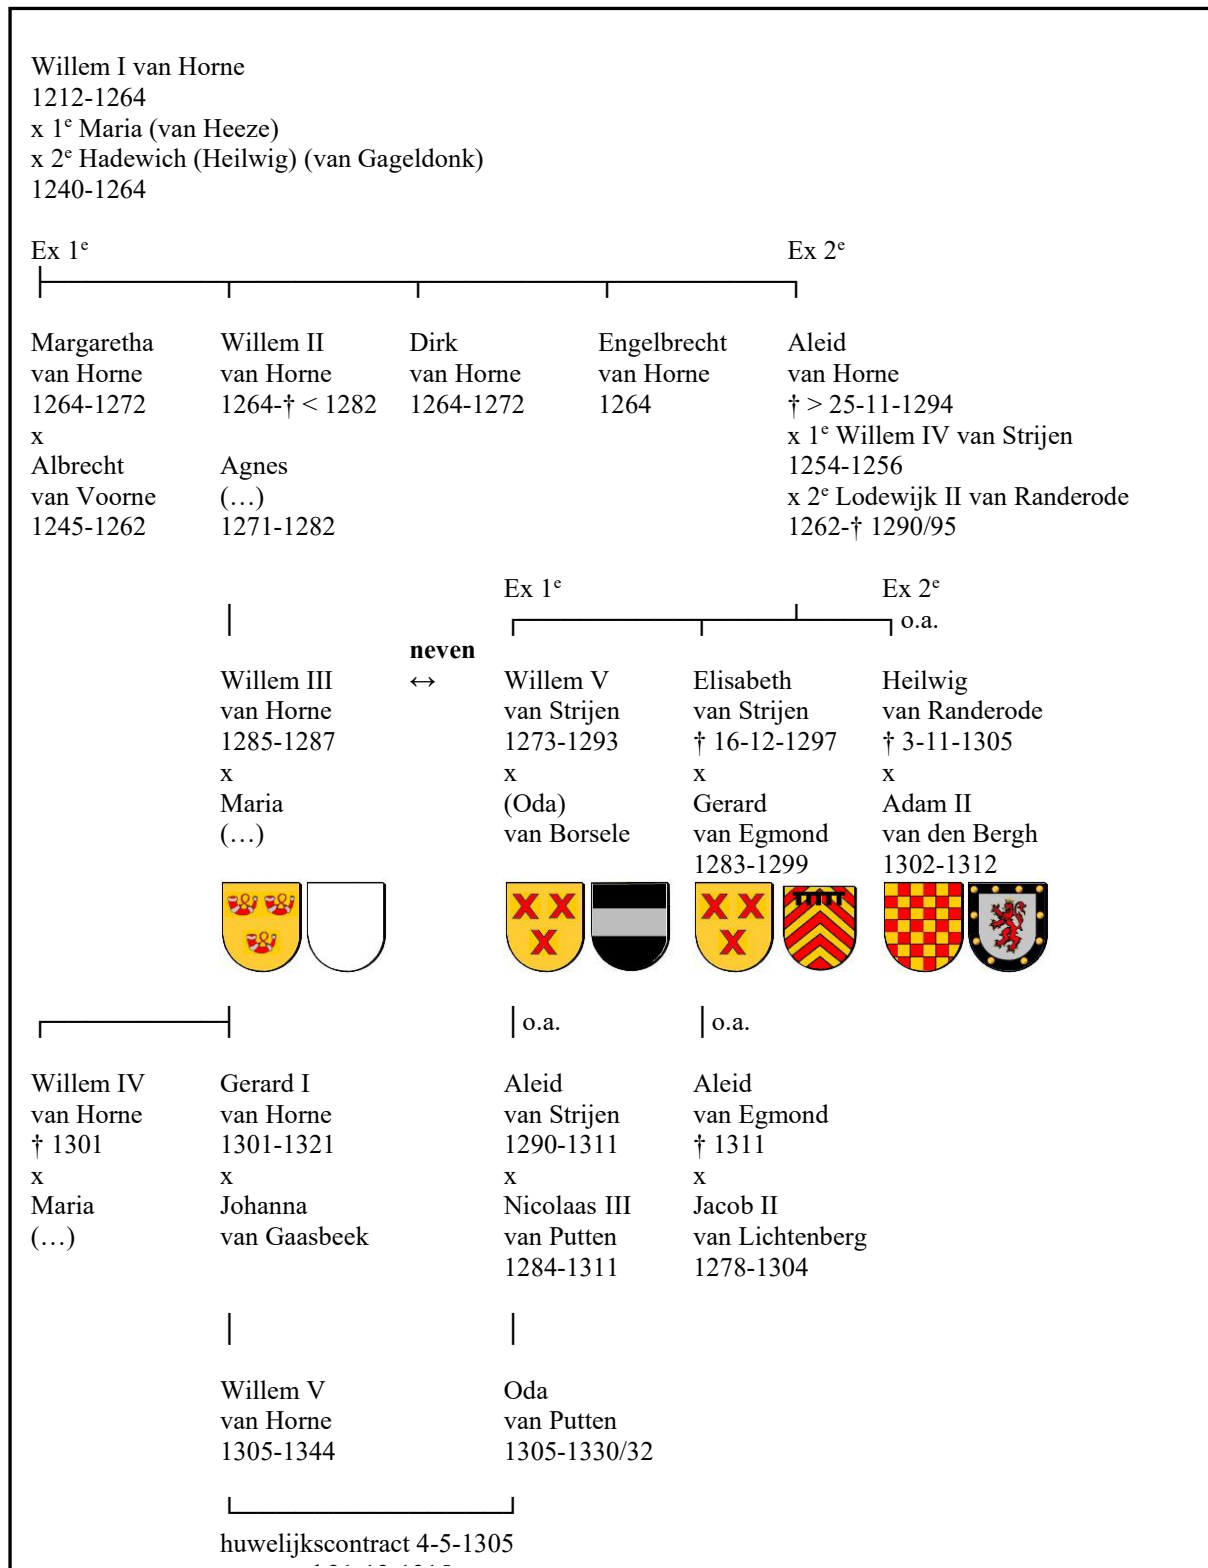 Willem I van Horne
1212-1264
x 1e Maria (van Heeze)
x 2e Hadewich (Heilwig) (van Gageldonk)
1240-1264
Ex 1e Ex 2e
Margaretha Willem II Dirk Engelbrecht Aleid
van Horne van Horne van Horne van Horne van Horne
1264-1272 1264-† < 1282 1264-1272 1264 † > 25-11-1294
x x 1e Willem IV van Strijen
Albrecht Agnes 1254-1256
van Voorne (…) x 2e Lodewijk II van Randerode
1245-1262 1271-1282 1262-† 1290/95
Ex 1e Ex 2e
o.a.
neven
Willem III ↔ Willem V Elisabeth Heilwig
van Horne van Strijen van Strijen van Randerode
1285-1287 1273-1293 † 16-12-1297 † 3-11-1305
x x x x
Maria (Oda) Gerard Adam II
(…) van Borsele van Egmond van den Bergh
1283-1299 1302-1312
o.a. o.a.
Willem IV Gerard I Aleid Aleid
van Horne van Horne van Strijen van Egmond
† 1301 1301-1321 1290-1311 † 1311
x x x x
Maria Johanna Nicolaas III Jacob II
(…) van Gaasbeek van Putten van Lichtenberg
1284-1311 1278-1304
Willem V Oda
van Horne van Putten
1305-1344 1305-1330/32
huwelijkscontract 4-5-1305